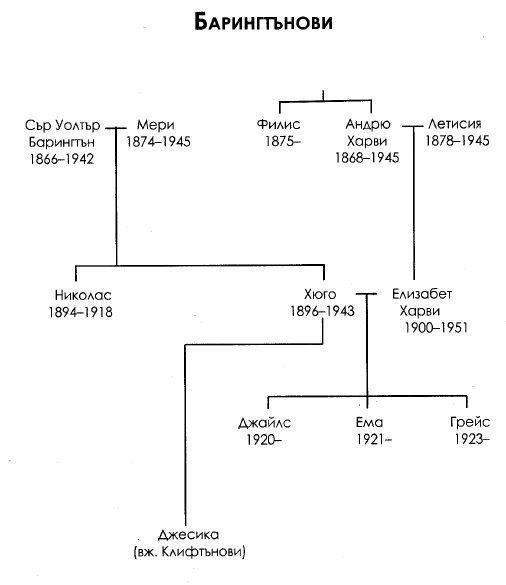 БАРИНГТЪНОВИ
Сър Уолтър
Барингтън
1866–1942
Мери
1874–1945
Филис
1875–
Андрю
Харви
1868–1945
Летисия
1878–1945
Николас
1894–1918
Хюго
1896–1943
Елизабет
Харви
1900–1951
Джайлс
1920–
Ема
1921–
Грейс
1923–
Джесика
(вж. Клифтънови)